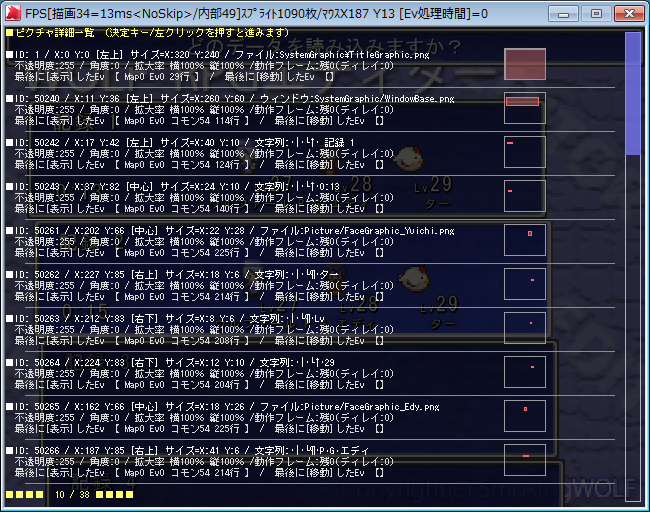 FPS[描画34=13ms<NoSkip>/内部49]ｽﾌﾟﾗｲﾄ1090枚/ﾏｳｽX187 Y13 [Ev処理時間]=0
■ピクチャ詳細一覧 （決定キー/左クリックを押すと進みます）
どのデータを読み込みますか？
■ID: 1 / X:0 Y:0 [左上] サイズ=X:320 Y:240 / ファイル:SystemGraphic¥TitleGraphic.png
不透明度:255 / 角度:0 / 拡大率 横100% 縦100% /動作フレーム:残0(ディレイ:0)
最後に[表示]したEv 【 Map0 Ev0 コモン54 29行 】 / 最後に[移動]したEv 【】
■ID: 50240 / X:11 Y:36 [左上] サイズ=X:260 Y:60 / ウィンドウ:SystemGraphic/WindowBase.png
不透明度:255 / 角度:0 / 拡大率 横100% 縦100% /動作フレーム:残0(ディレイ:0)
最後に[表示]したEv 【 Map0 Ev0 コモン54 114行 】 / 最後に[移動]したEv 【】
■ID: 50242 / X:17 Y:42 [左上] サイズ=X:40 Y:10 / 文字列: 記録 1
不透明度:255 / 角度:0 / 拡大率 横100% 縦100% /動作フレーム:残0(ディレイ:0)
最後に[表示]したEv 【 Map0 Ev0 コモン54 124行 】 / 最後に[移動]したEv 【】
■ID: 50243 / X:37 Y:82 [中心] サイズ=X:24 Y:10 / 文字列: 0:13
不透明度:255 / 角度:0 / 拡大率 横100% 縦100% /動作フレーム:残0(ディレイ:0)
最後に[表示]したEv 【 Map0 Ev0 コモン54 140行 】 / 最後に[移動]したEv 【】
28 Lv29
ター
■ID: 50261 / X:202 Y:66 [中心] サイズ=X:22 Y:28 / ファイル:Picture/FaceGraphic_Yuichi.png
不透明度:255 / 角度:0 / 拡大率 横100% 縦100% /動作フレーム:残0(ディレイ:0)
最後に[表示]したEv 【 Map0 Ev0 コモン54 225行 】 / 最後に[移動]したEv 【】
■ID: 50262 / X:227 Y:85 [右上] サイズ=X:18 Y:6 / 文字列: ター
不透明度:255 / 角度:0 / 拡大率 横100% 縦100% /動作フレーム:残0(ディレイ:0)
最後に[表示]したEv 【 Map0 Ev0 コモン54 214行 】 / 最後に[移動]したEv 【】
28 Lv29
ター
■ID: 50263 / X:212 Y:83 [右下] サイズ=X:8 Y:6 / 文字列: Lv
不透明度:255 / 角度:0 / 拡大率 横100% 縦100% /動作フレーム:残0(ディレイ:0)
最後に[表示]したEv 【 Map0 Ev0 コモン54 208行 】 / 最後に[移動]したEv 【】
■ID: 50264 / X:224 Y:83 [右下] サイズ=X:12 Y:10 / 文字列: 29
不透明度:255 / 角度:0 / 拡大率 横100% 縦100% /動作フレーム:残0(ディレイ:0)
最後に[表示]したEv 【 Map0 Ev0 コモン54 204行 】 / 最後に[移動]したEv 【】
■ID: 50265 / X:162 Y:66 [中心] サイズ=X:18 Y:26 / ファイル:Picture/FaceGraphic_Edy.png
不透明度:255 / 角度:0 / 拡大率 横100% 縦100% /動作フレーム:残0(ディレイ:0)
最後に[表示]したEv 【 Map0 Ev0 コモン54 225行 】 / 最後に[移動]したEv 【】
■ID: 50266 / X:187 Y:85 [右上] サイズ=X:41 Y:6 / 文字列: P・G・エディ
不透明度:255 / 角度:0 / 拡大率 横100% 縦100% /動作フレーム:残0(ディレイ:0)
最後に[表示]したEv 【 Map0 Ev0 コモン54 214行 】 / 最後に[移動]したEv 【】
■■■■ 10 / 38 ■■■■